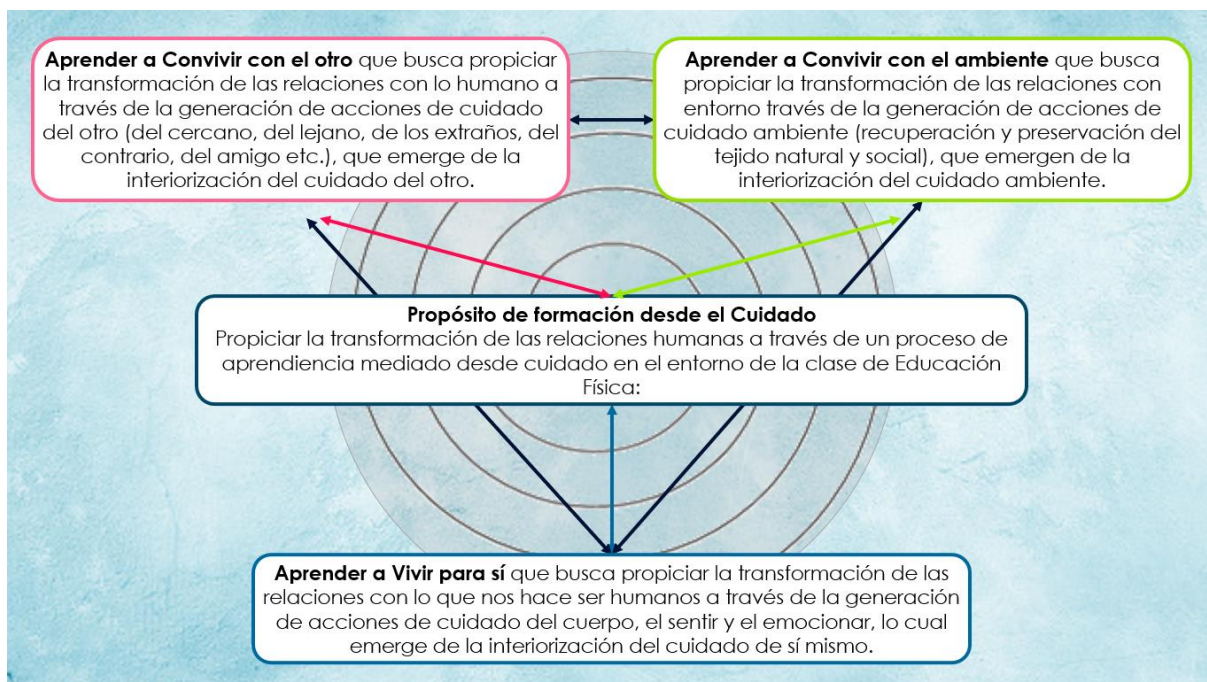 Aprender a Convivir con el otro que busca propiciar
la transformación de las relaciones con lo humano a
través de la generación de acciones de cuidado
del otro (del cercano, del lejano, de los extraños, del
contrario, del amigo etc.), que emerge de la
interiorización del cuidado del otro.
Aprender a Convivir con el ambiente que busca
propiciar la transformación de las relaciones con
entorno través de la generación de acciones de
cuidado ambiente (recuperación y preservación del
tejido natural y social), que emergen de la
interiorización del cuidado ambiente.
Propósito de formación desde el Cuidado
Propiciar la transformación de las relaciones humanas a través de un proceso de
aprendiencia mediado desde cuidado en el entorno de la clase de Educación
Física:
Aprender a Vivir para sí que busca propiciar la transformación de las
relaciones con lo que nos hace ser humanos a través de la generación
de acciones de cuidado del cuerpo, el sentir y el emocionar, lo cual
emerge de la interiorización del cuidado de sí mismo.